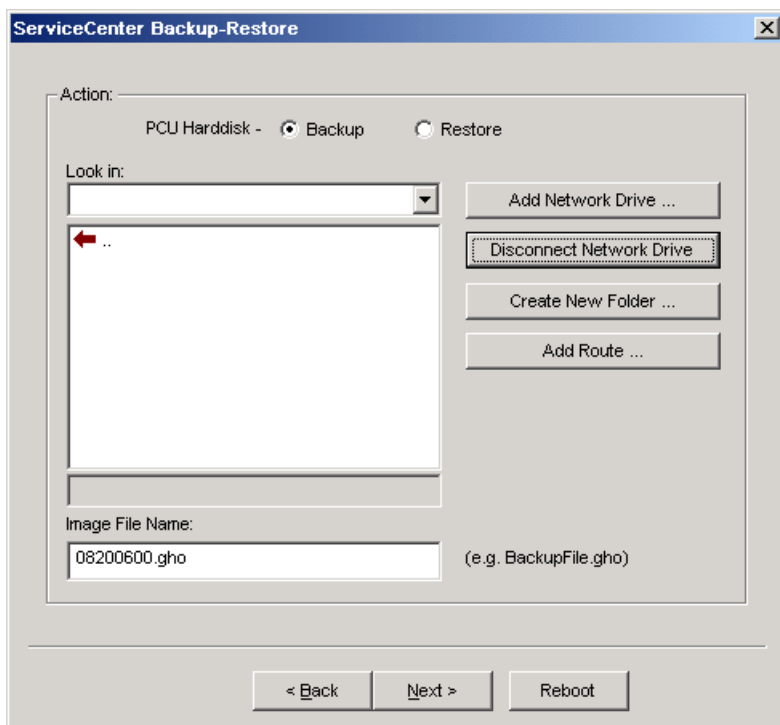 ServiceCenter Backup-Restore
Action:
PCU Harddisk - Backup Restore
Look in:
Add Network Drive ...
..
Disconnect Network Drive
Create New Folder ...
Add Route ...
Image File Name:
08200600.gho (e.g. BackupFile.gho)
< Back Next > Reboot